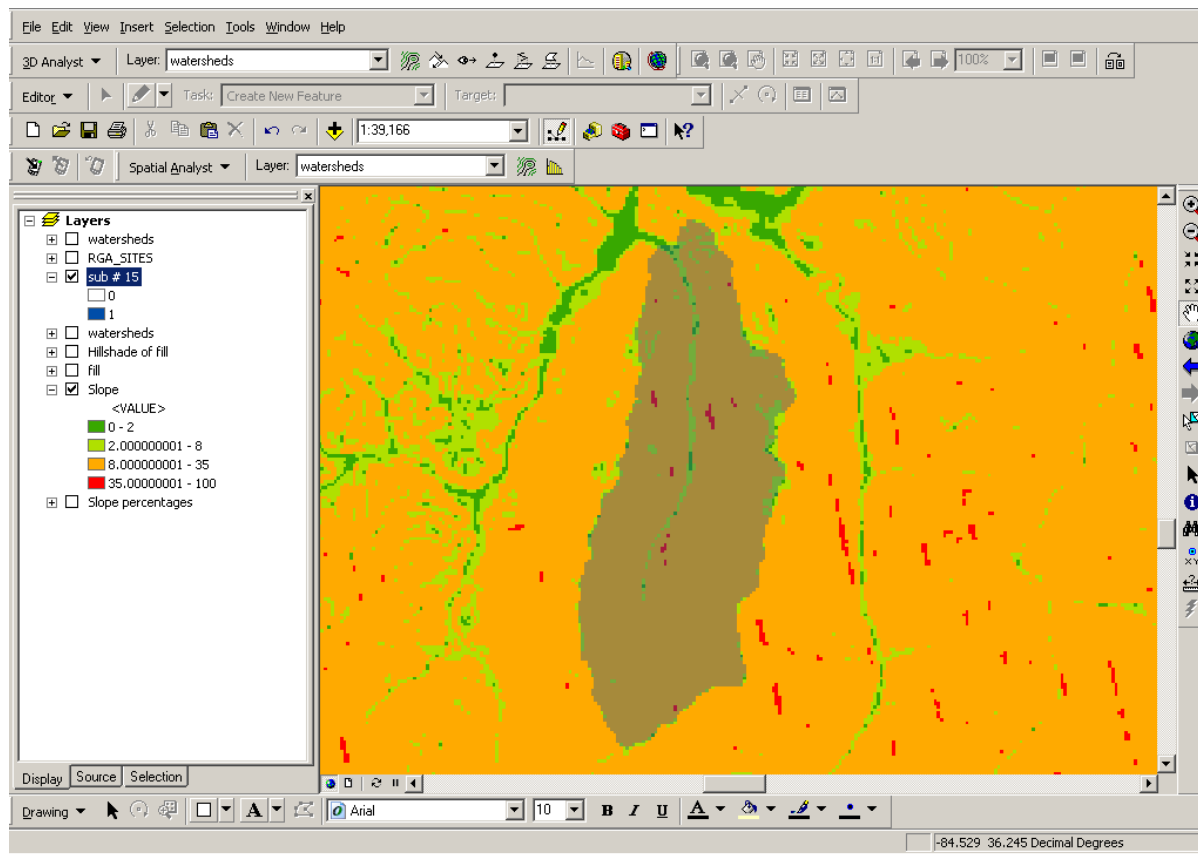 File Edit View Insert Selection Tools Window Help
3D Analyst Layer: watersheds 100%
Editor Task: Create New Feature Target:
1:39,166
Spatial Analyst Layer: watersheds
Layers
watersheds
RGA_SITES
sub # 15
0
1
watersheds
Hillshade of fill
fill
Slope
<VALUE>
0 - 2
2.000000001 - 8
8.000000001 - 35
35.00000001 - 100
Slope percentages
Display Source Selection
Drawing A Arial 10 B I U A
-84.529 36.245 Decimal Degrees